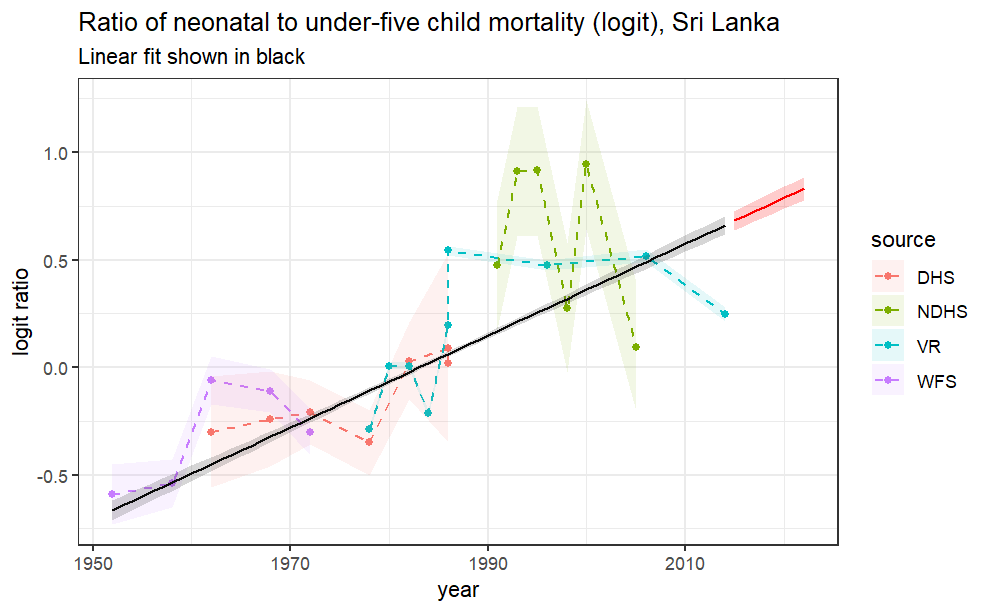 Ratio of neonatal to under-five child mortality (logit), Sri Lanka
Linear fit shown in black
logit ratio
1.0
0.5
0.0
-0.5
1950
1970
1990
2010
year
source
DHS
NDHS
VR
WFS